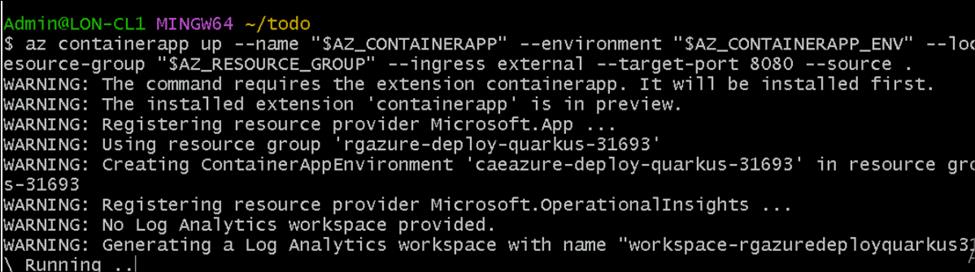 Admin@LON-CL1 MINGW64 ~/todo
$ az containerapp up --name "$AZ_CONTAINERAPP" --environment "$AZ_CONTAINERAPP_ENV" --loc
esource-group "$AZ_RESOURCE_GROUP" --ingress external --target-port 8080 --source .
WARNING: The command requires the extension containerapp. It will be installed first.
WARNING: The installed extension 'containerapp' is in preview.
WARNING: Registering resource provider Microsoft.App ...
WARNING: Using resource group 'rgazure-deploy-quarkus-31693'
WARNING: Creating ContainerAppEnvironment 'caeazure-deploy-quarkus-31693' in resource gro
s-31693
WARNING: Registering resource provider Microsoft.OperationalInsights ...
WARNING: No Log Analytics workspace provided.
WARNING: Generating a Log Analytics workspace with name "workspace-rgazuredeployquarkus31
\ Running ..